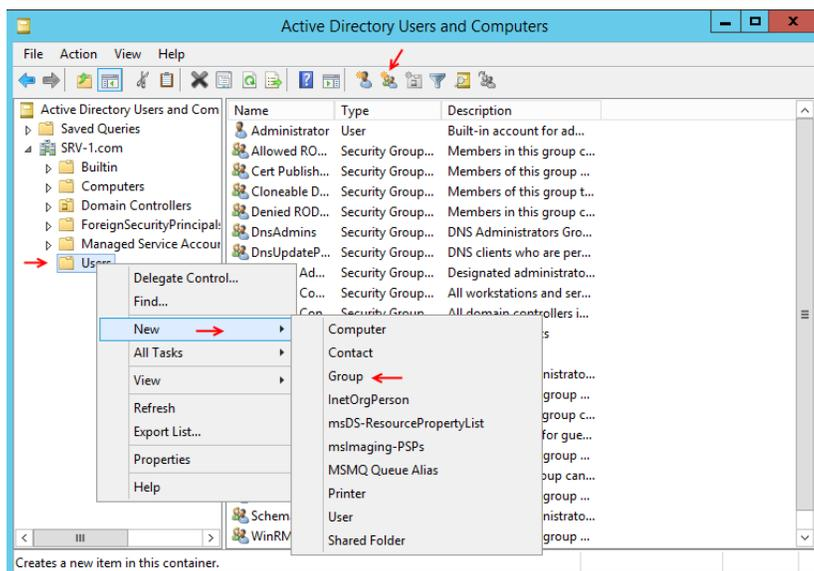 Active Directory Users and Computers
File Action View Help
Active Directory Users and Com
Saved Queries
SRV-1.com
Builtin
Computers
Domain Controllers
ForeignSecurityPrincipal
Managed Service Accour
Users
Name Type Description
Administrator User Built-in account for ad...
Allowed RO... Security Group... Members in this group c...
Cert Publish... Security Group... Members of this group ...
Cloneable D... Security Group... Members of this group t...
Denied ROD... Security Group... Members in this group c...
DnsAdmins Security Group... DNS Administrators Gro...
DnsUpdateP... Security Group... DNS clients who are per...
Ad... Security Group... Designated administrato...
Co... Security Group... All workstations and ser...
Con Security Group... All domain controllers i...
s
nistrato...
group ...
group c...
for gue...
group ...
oup can...
group ...
Schem nistrato...
WinRM group ...
Delegate Control...
Find...
New
All Tasks
View
Refresh
Export List...
Properties
Help
Computer
Contact
Group
InetOrgPerson
msDS-ResourcePropertyList
msImaging-PSPs
MSMQ Queue Alias
Printer
User
Shared Folder
Creates a new item in this container.